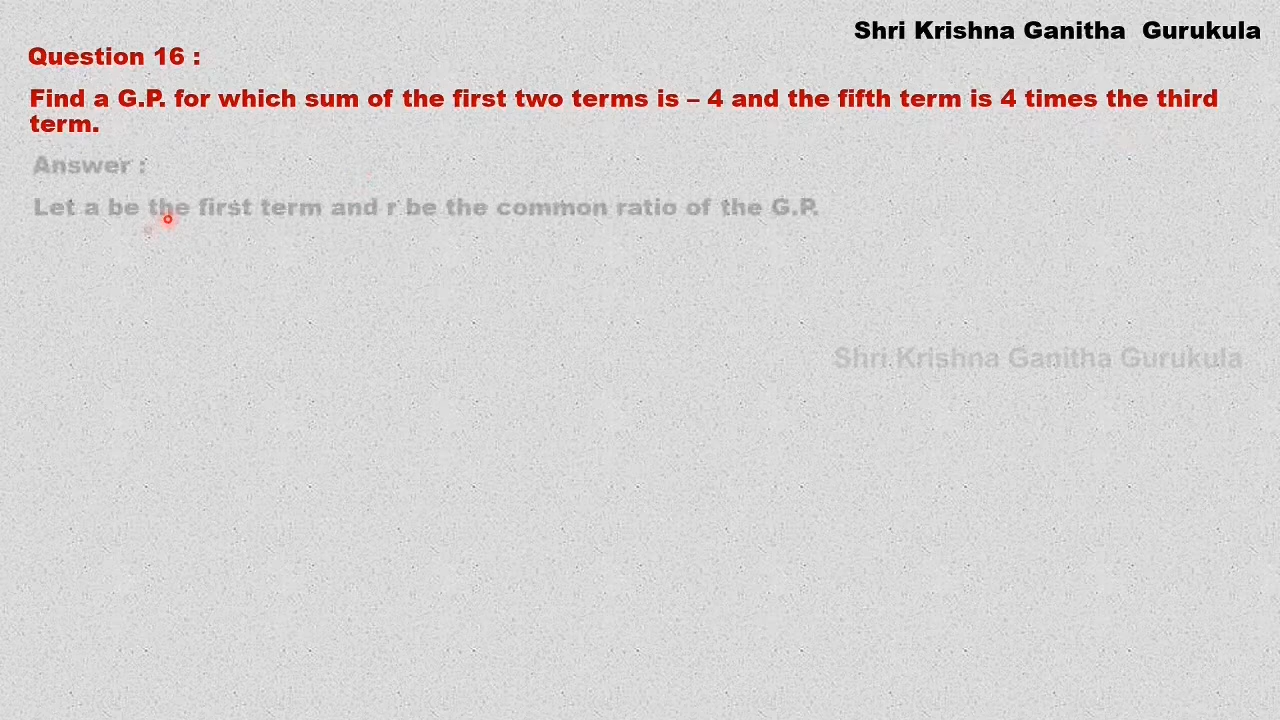 Shri Krishna Ganitha  Gurukula
Question 16 :
Find a G.P. for which sum of the first two terms is – 4 and the fifth term is 4 times the third
term.
Answer :
Let a be the first term and r be the common ratio of the G.P.
Shri Krishna Ganitha Gurukula